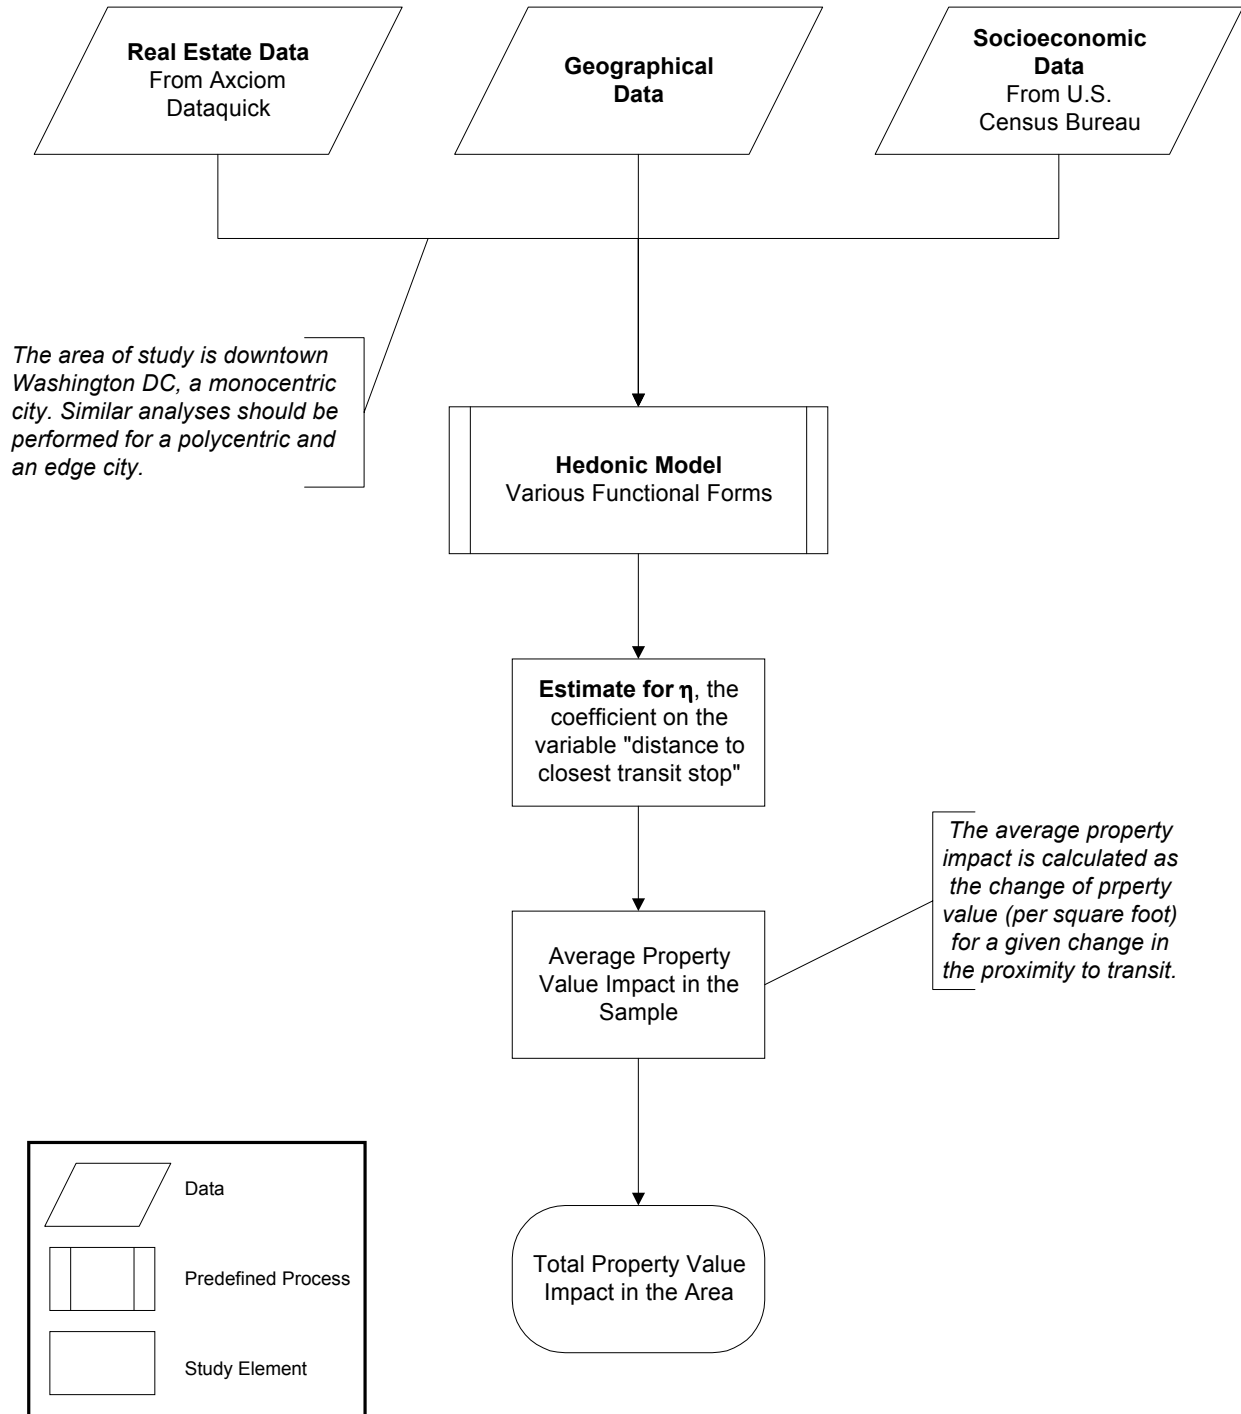 Real Estate Data
From Axciom
Dataquick
Geographical
Data
Socioeconomic
Data
From U.S.
Census Bureau
The area of study is downtown
Washington DC, a monocentric
city. Similar analyses should be
performed for a polycentric and
an edge city.
Hedonic Model
Various Functional Forms
Estimate for η, the
coefficient on the
variable "distance to
closest transit stop"
The average property
impact is calculated as
the change of prperty
value (per square foot)
for a given change in
the proximity to transit.
Average Property
Value Impact in the
Sample
Total Property Value
Impact in the Area
Data
Predefined Process
Study Element